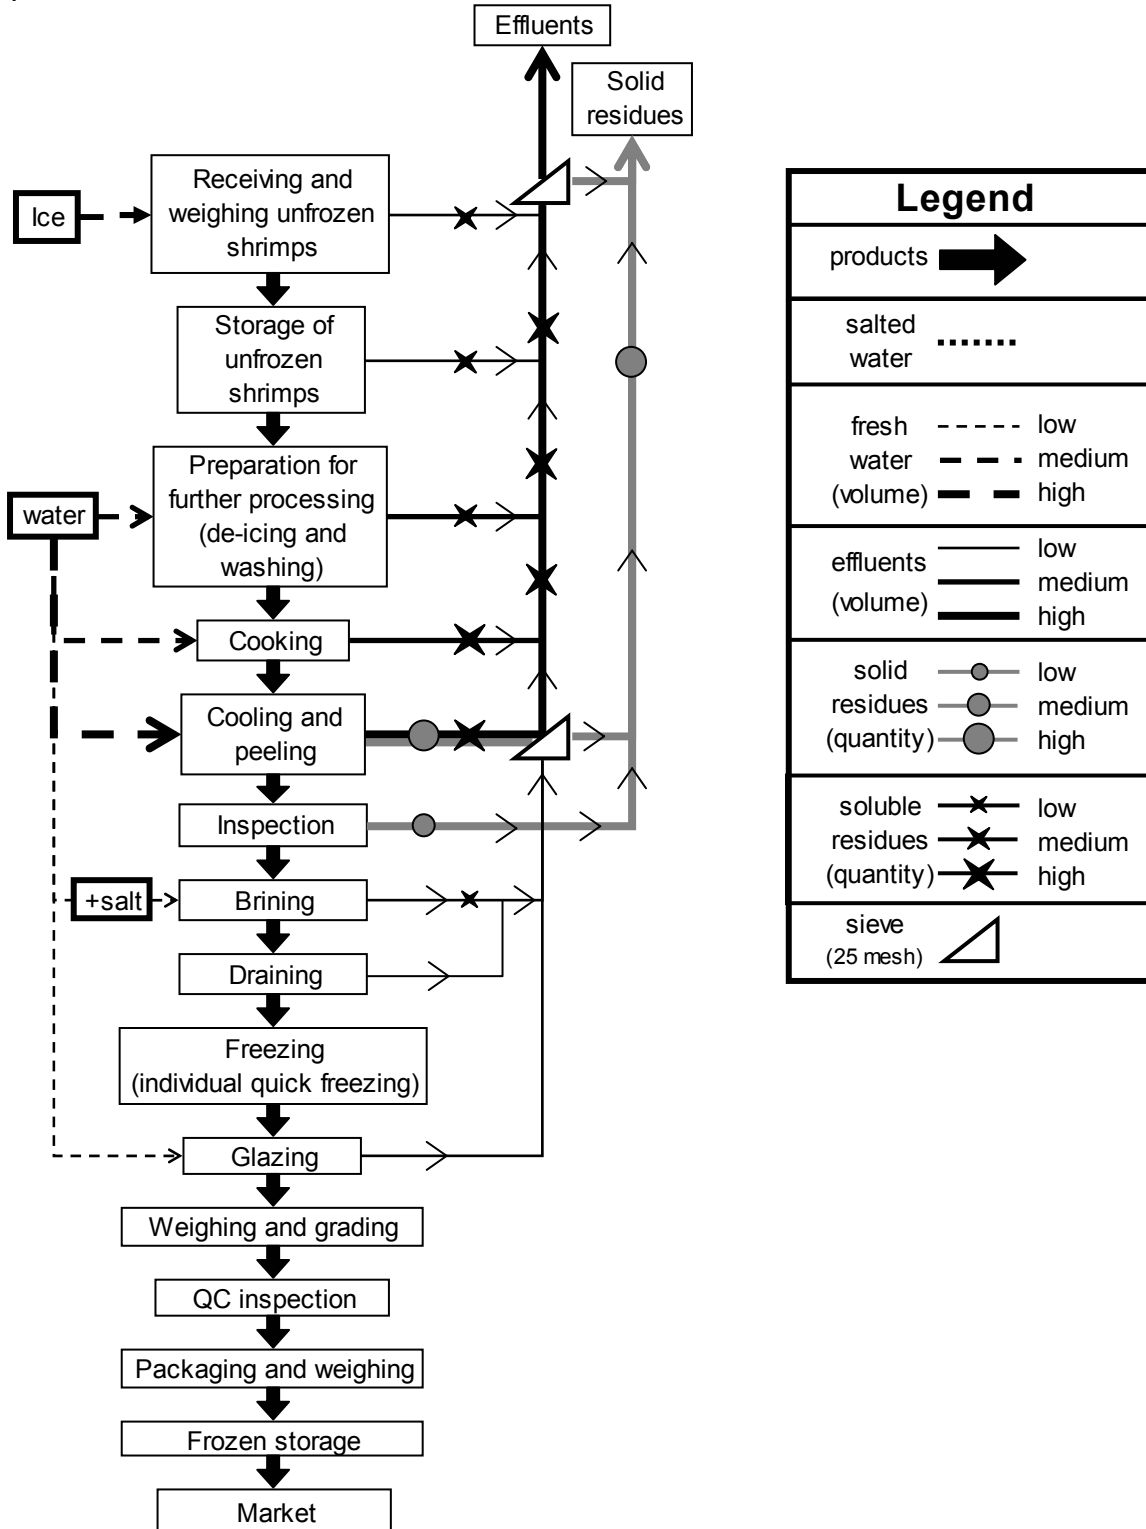 Effluents
Solid
residues
Receiving and
weighing unfrozen
shrimps
Ice
Storage of
unfrozen
shrimps
Preparation for
further processing
(de-icing and
washing)
water
Cooking
Cooling and
peeling
Inspection
+salt
Brining
Draining
Freezing
(individual quick freezing)
Glazing
Weighing and grading
QC inspection
Packaging and weighing
Frozen storage
Market
Legend
products
salted
water
fresh
water
(volume)
low
medium
high
effluents
(volume)
low
medium
high
solid
residues
(quantity)
low
medium
high
soluble
residues
(quantity)
low
medium
high
sieve
(25 mesh)